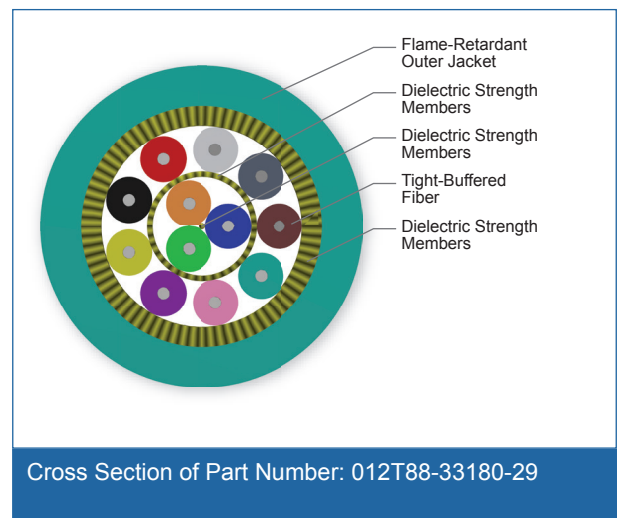 Flame-Retardant
Outer Jacket
Dielectric Strength
Members
Dielectric Strength
Members
Tight-Buffered
Fiber
Dielectric Strength
Members
Cross Section of Part Number: 012T88-33180-29